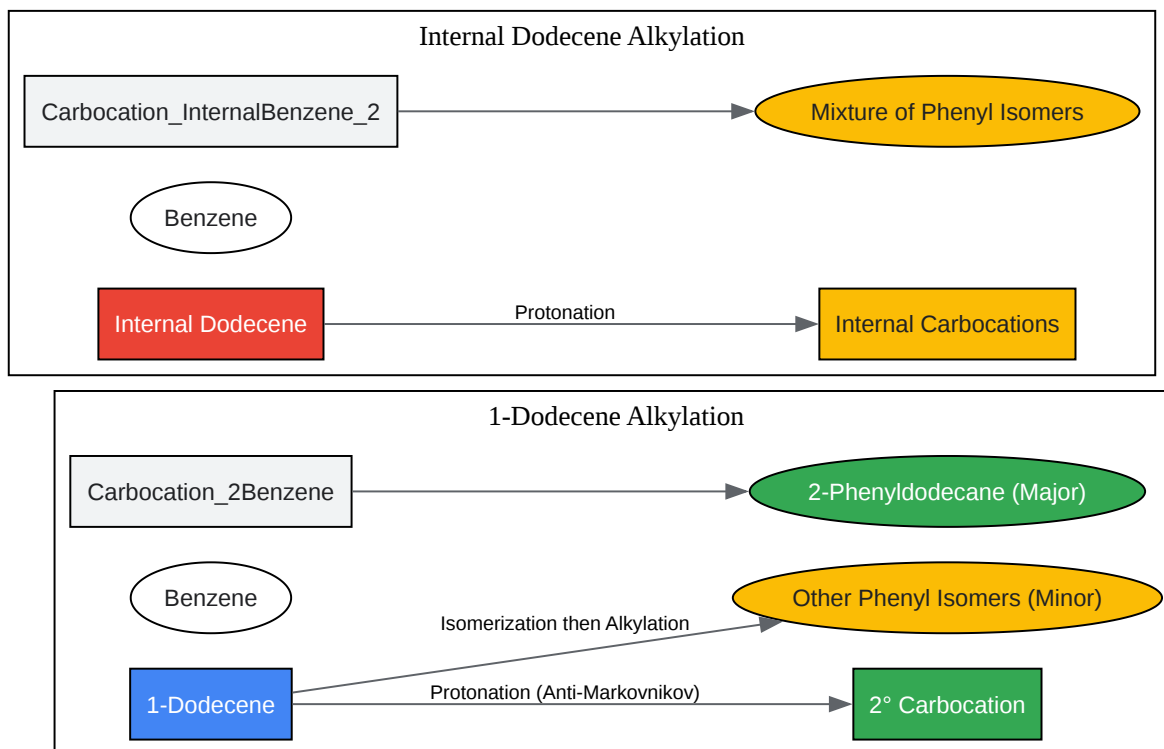 Internal Dodecene Alkylation
Carbocation_InternalBenzene_2
Mixture of Phenyl Isomers
Benzene
Internal Dodecene
Protonation
Internal Carbocations
1-Dodecene Alkylation
Carbocation_2Benzene
2-Phenyldodecane (Major)
Benzene
Other Phenyl Isomers (Minor)
Isomerization then Alkylation
1-Dodecene
Protonation (Anti-Markovnikov)
2° Carbocation